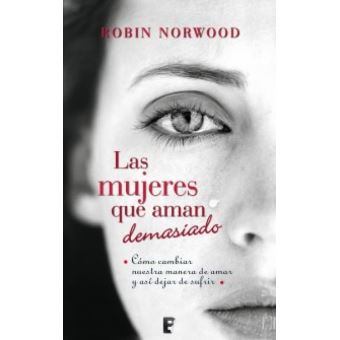 ROBIN NORWOOD
Las
mujeres
que aman
demasiado
• Cómo cambiar
nuestra manera de amar
y así dejar de sufrir •
B